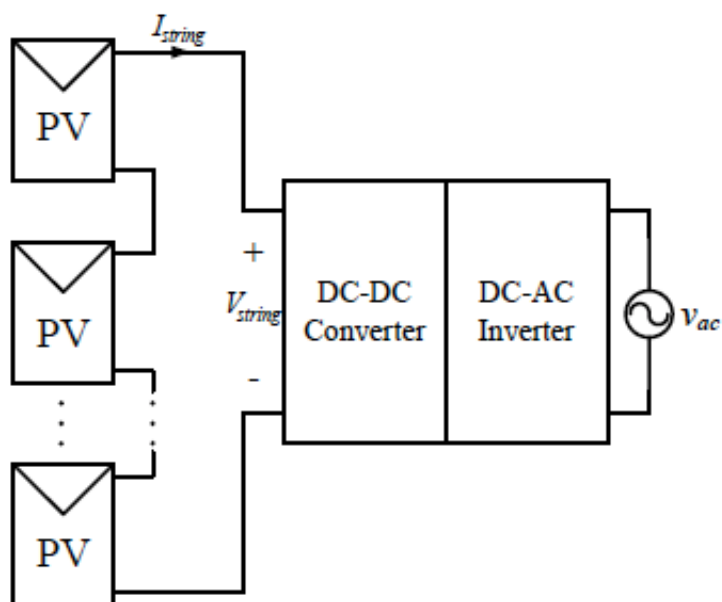 I_string
PV
PV
PV
+
V_string
-
DC-DC
Converter
DC-AC
Inverter
v_ac